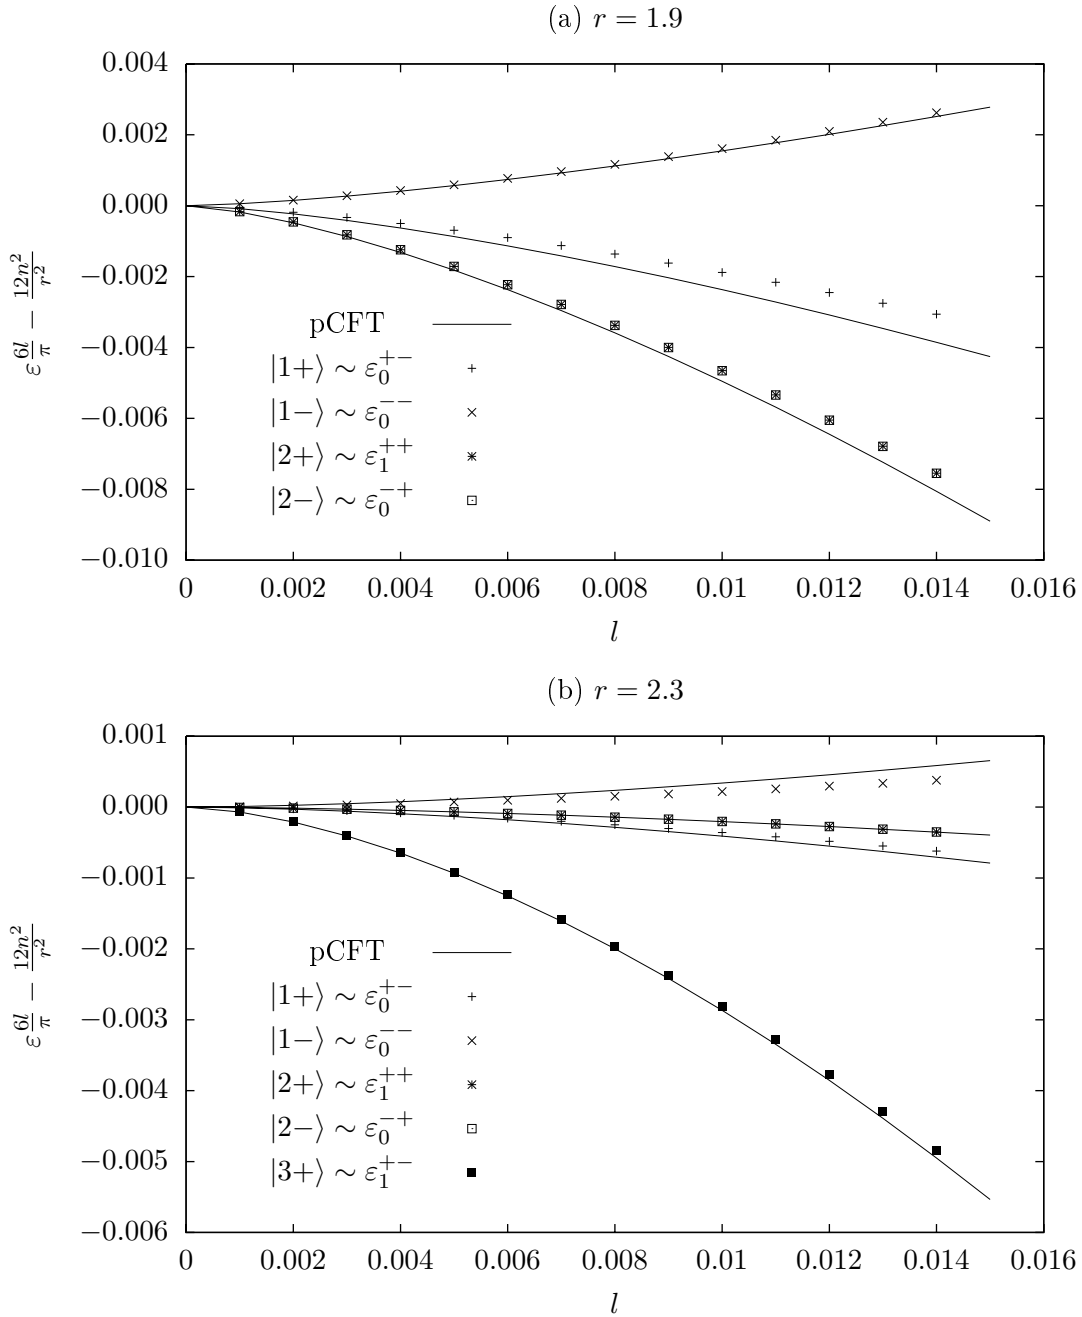 (a) r = 1.9
0.004
0.002
0.000
−0.002
−0.004
−0.006
−0.008
−0.010
ε 6l/π − 12n²/r²
pCFT
|1+⟩ ∼ ε₀⁺⁻
|1−⟩ ∼ ε₀⁻⁻
|2+⟩ ∼ ε₁⁺⁺
|2−⟩ ∼ ε₀⁻⁺
0 0.002 0.004 0.006 0.008 0.01 0.012 0.014 0.016
l
(b) r = 2.3
0.001
0.000
−0.001
−0.002
−0.003
−0.004
−0.005
−0.006
ε 6l/π − 12n²/r²
pCFT
|1+⟩ ∼ ε₀⁺⁻
|1−⟩ ∼ ε₀⁻⁻
|2+⟩ ∼ ε₁⁺⁺
|2−⟩ ∼ ε₀⁻⁺
|3+⟩ ∼ ε₁⁺⁻
0 0.002 0.004 0.006 0.008 0.01 0.012 0.014 0.016
l